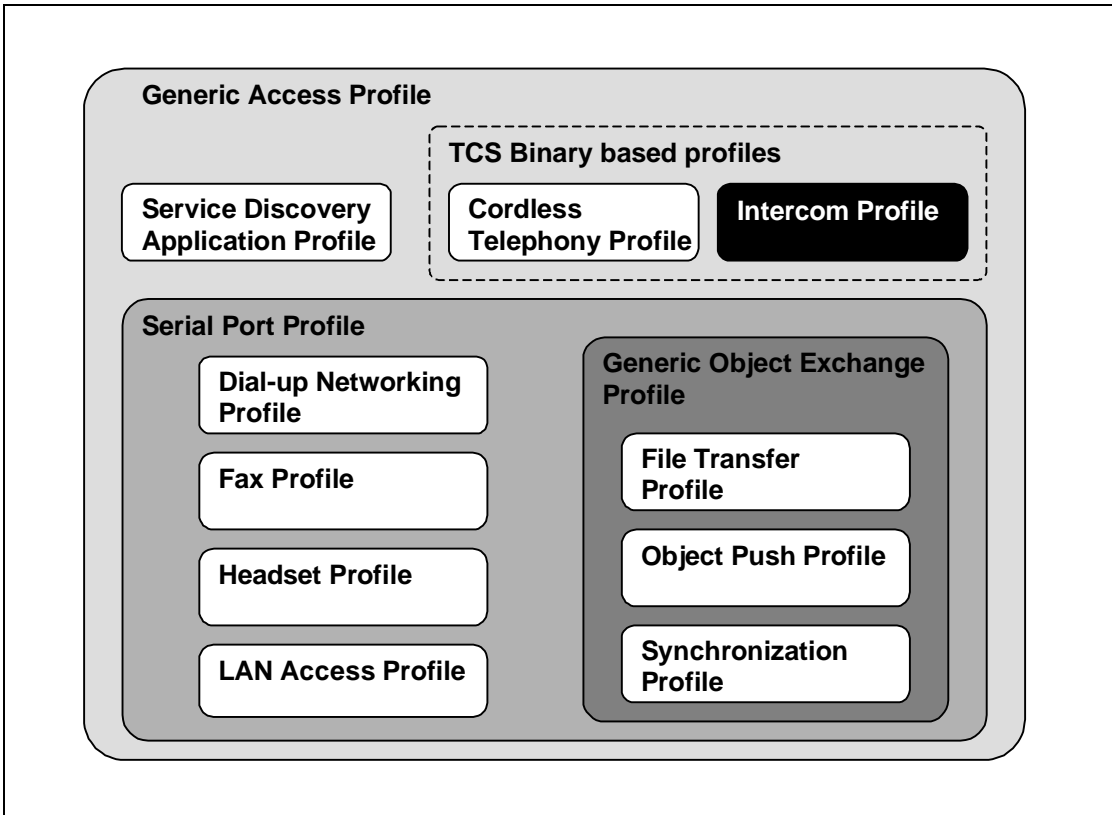 Generic Access Profile
TCS Binary based profiles
Service Discovery
Application Profile
Cordless
Telephony Profile
Intercom Profile
Serial Port Profile
Dial-up Networking
Profile
Fax Profile
Headset Profile
LAN Access Profile
Generic Object Exchange
Profile
File Transfer
Profile
Object Push Profile
Synchronization
Profile